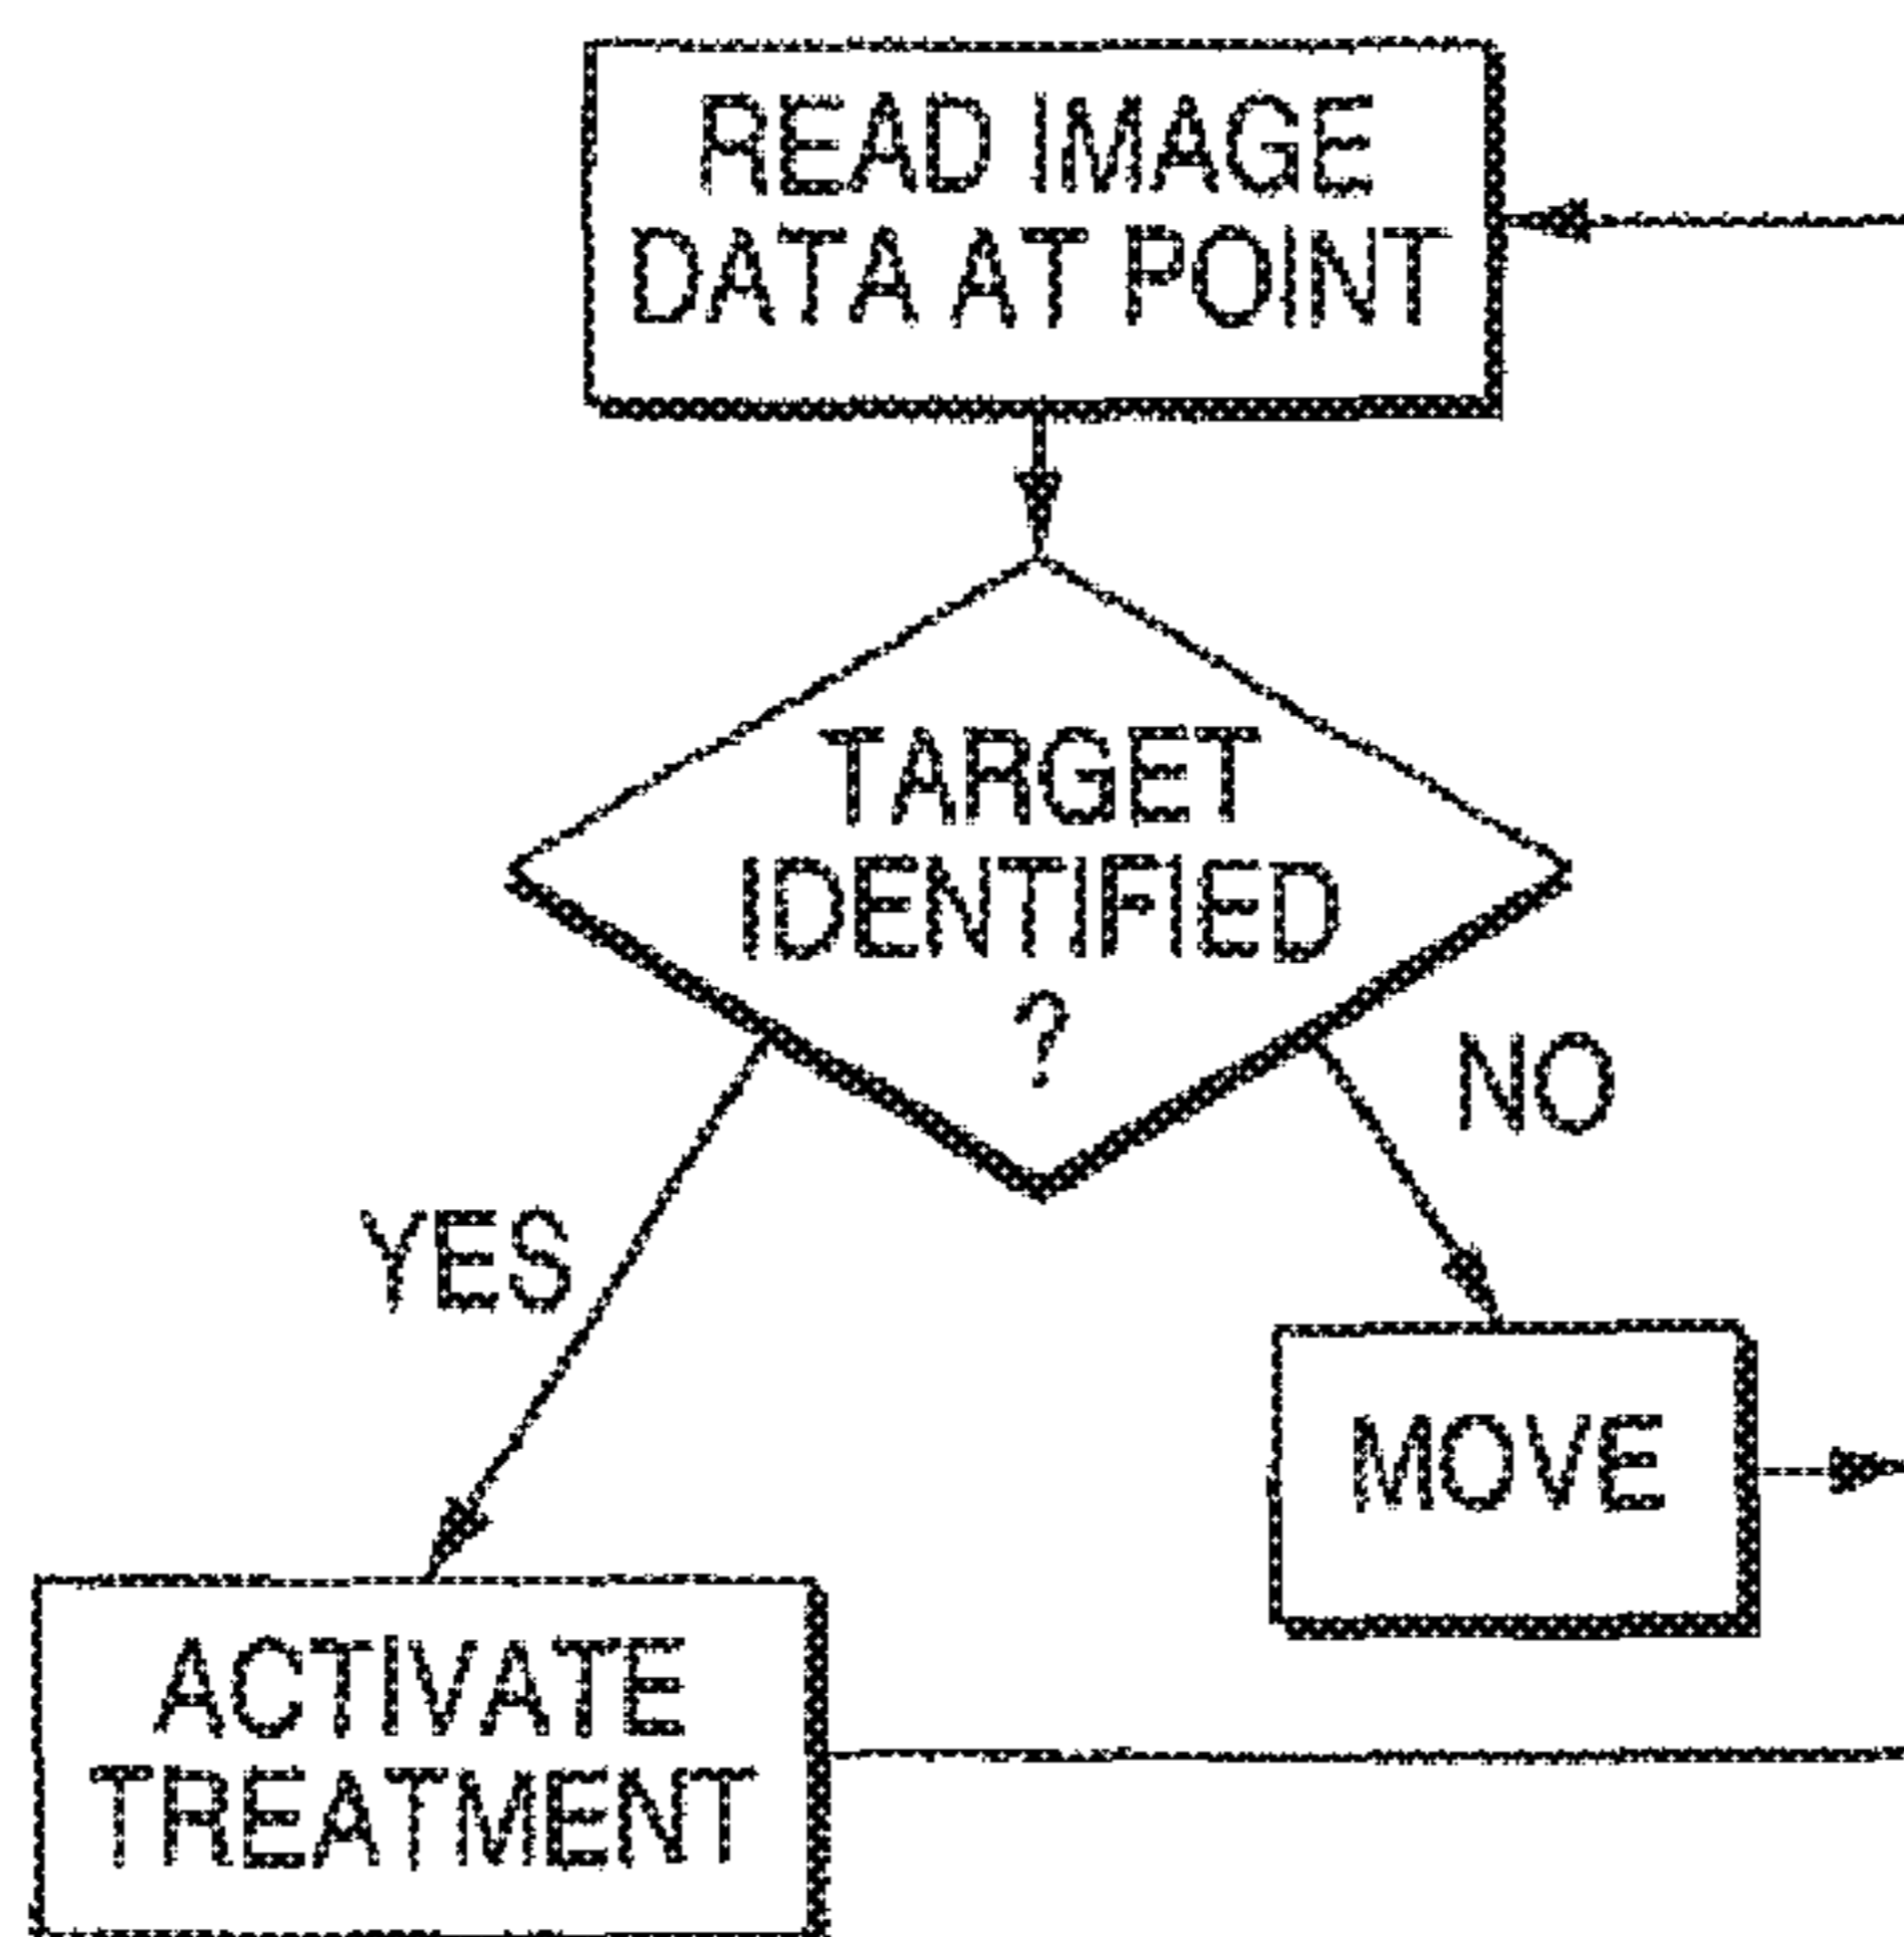 READ IMAGE
DATA AT POINT
TARGET
IDENTIFIED
?
NO
YES
MOVE
ACTIVATE
TREATMENT